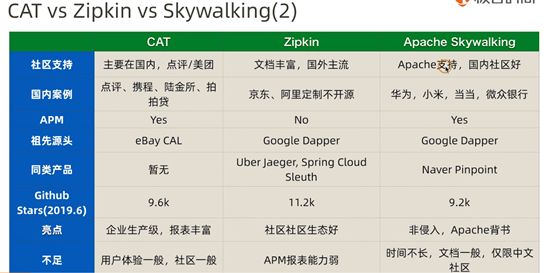 CAT vs Zipkin vs Skywalking(2)
CAT Zipkin Apache Skywalking
社区支持 主要在国内，点评/美团 文档丰富，国外主流 Apache支持，国内社区好
国内案例 点评、携程、陆金所、拍拍贷 京东、阿里定制不开源 华为，小米，当当，微众银行
APM Yes No Yes
祖先源头 eBay CAL Google Dapper Google Dapper
同类产品 暂无 Uber Jaeger, Spring Cloud Sleuth Naver Pinpoint
Github Stars(2019.6) 9.6k 11.2k 9.2k
亮点 企业生产级，报表丰富 社区社区生态好 非侵入，Apache背书
不足 用户体验一般，社区一般 APM报表能力弱 时间不长，文档一般，仅限中文社区